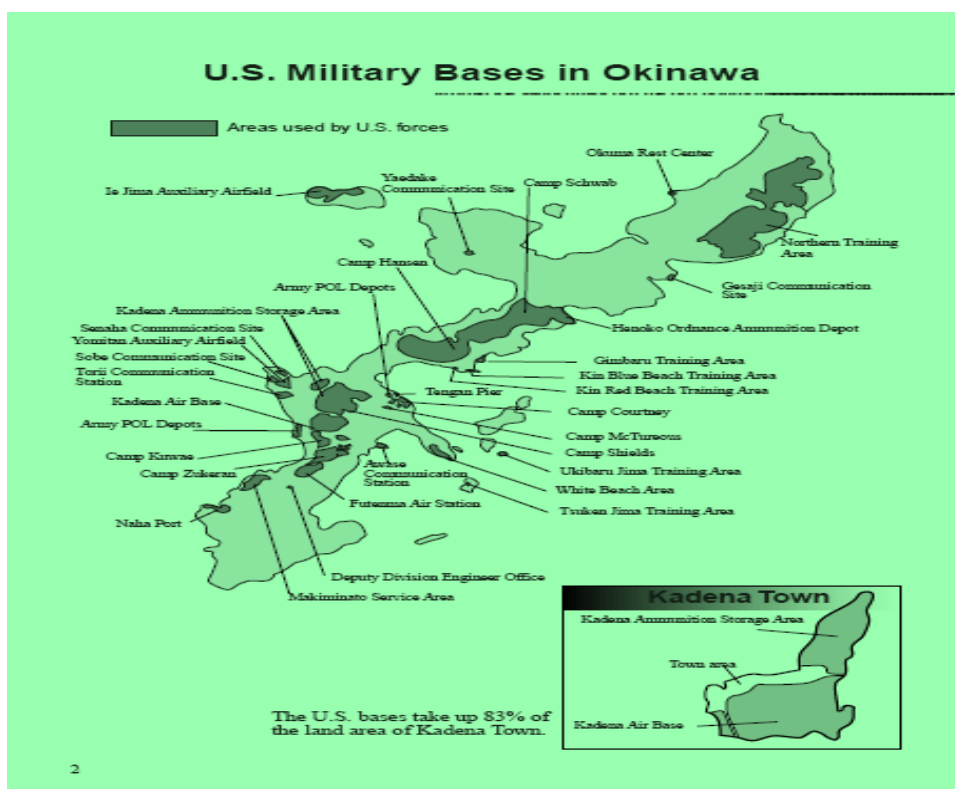 U.S. Military Bases in Okinawa
Areas used by U.S. forces
Okuma Rest Center
Yaedake
Communication Site
Camp Schwab
Ie Jima Auxiliary Airfield
Northern Training
Area
Camp Hansen
Army POL Depots
Gesaji Communication
Site
Kadena Ammunition Storage Area
Senaha Communication Site
Yomitan Auxiliary Airfield
Sobe Communication Site
Torii Communication
Station
Kadena Air Base
Army POL Depots
Camp Kuwae
Camp Zukeran
Naha Port
Henoko Ordnance Ammunition Depot
Gimbaru Training Area
Kin Blue Beach Training Area
Kin Red Beach Training Area
Tengan Pier
Camp Courtney
Camp McTureous
Camp Shields
Ukibaru Jima Training Area
White Beach Area
Tsuken Jima Training Area
Awase
Communication
Station
Futenma Air Station
Deputy Division Engineer Office
Makiminato Service Area
Kadena Town
Kadena Ammunition Storage Area
Town area
Kadena Air Base
The U.S. bases take up 83% of
the land area of Kadena Town.
2